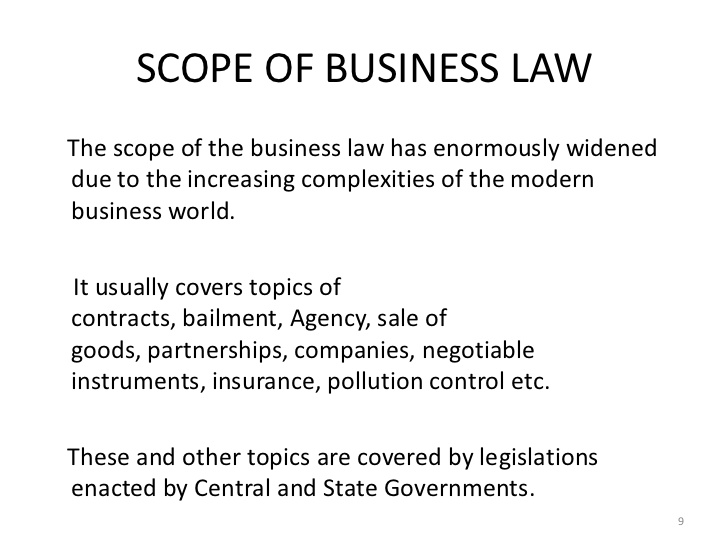 SCOPE OF BUSINESS LAW
The scope of the business law has enormously widened
due to the increasing complexities of the modern
business world.
It usually covers topics of
contracts, bailment, Agency, sale of
goods, partnerships, companies, negotiable
instruments, insurance, pollution control etc.
These and other topics are covered by legislations
enacted by Central and State Governments.
9